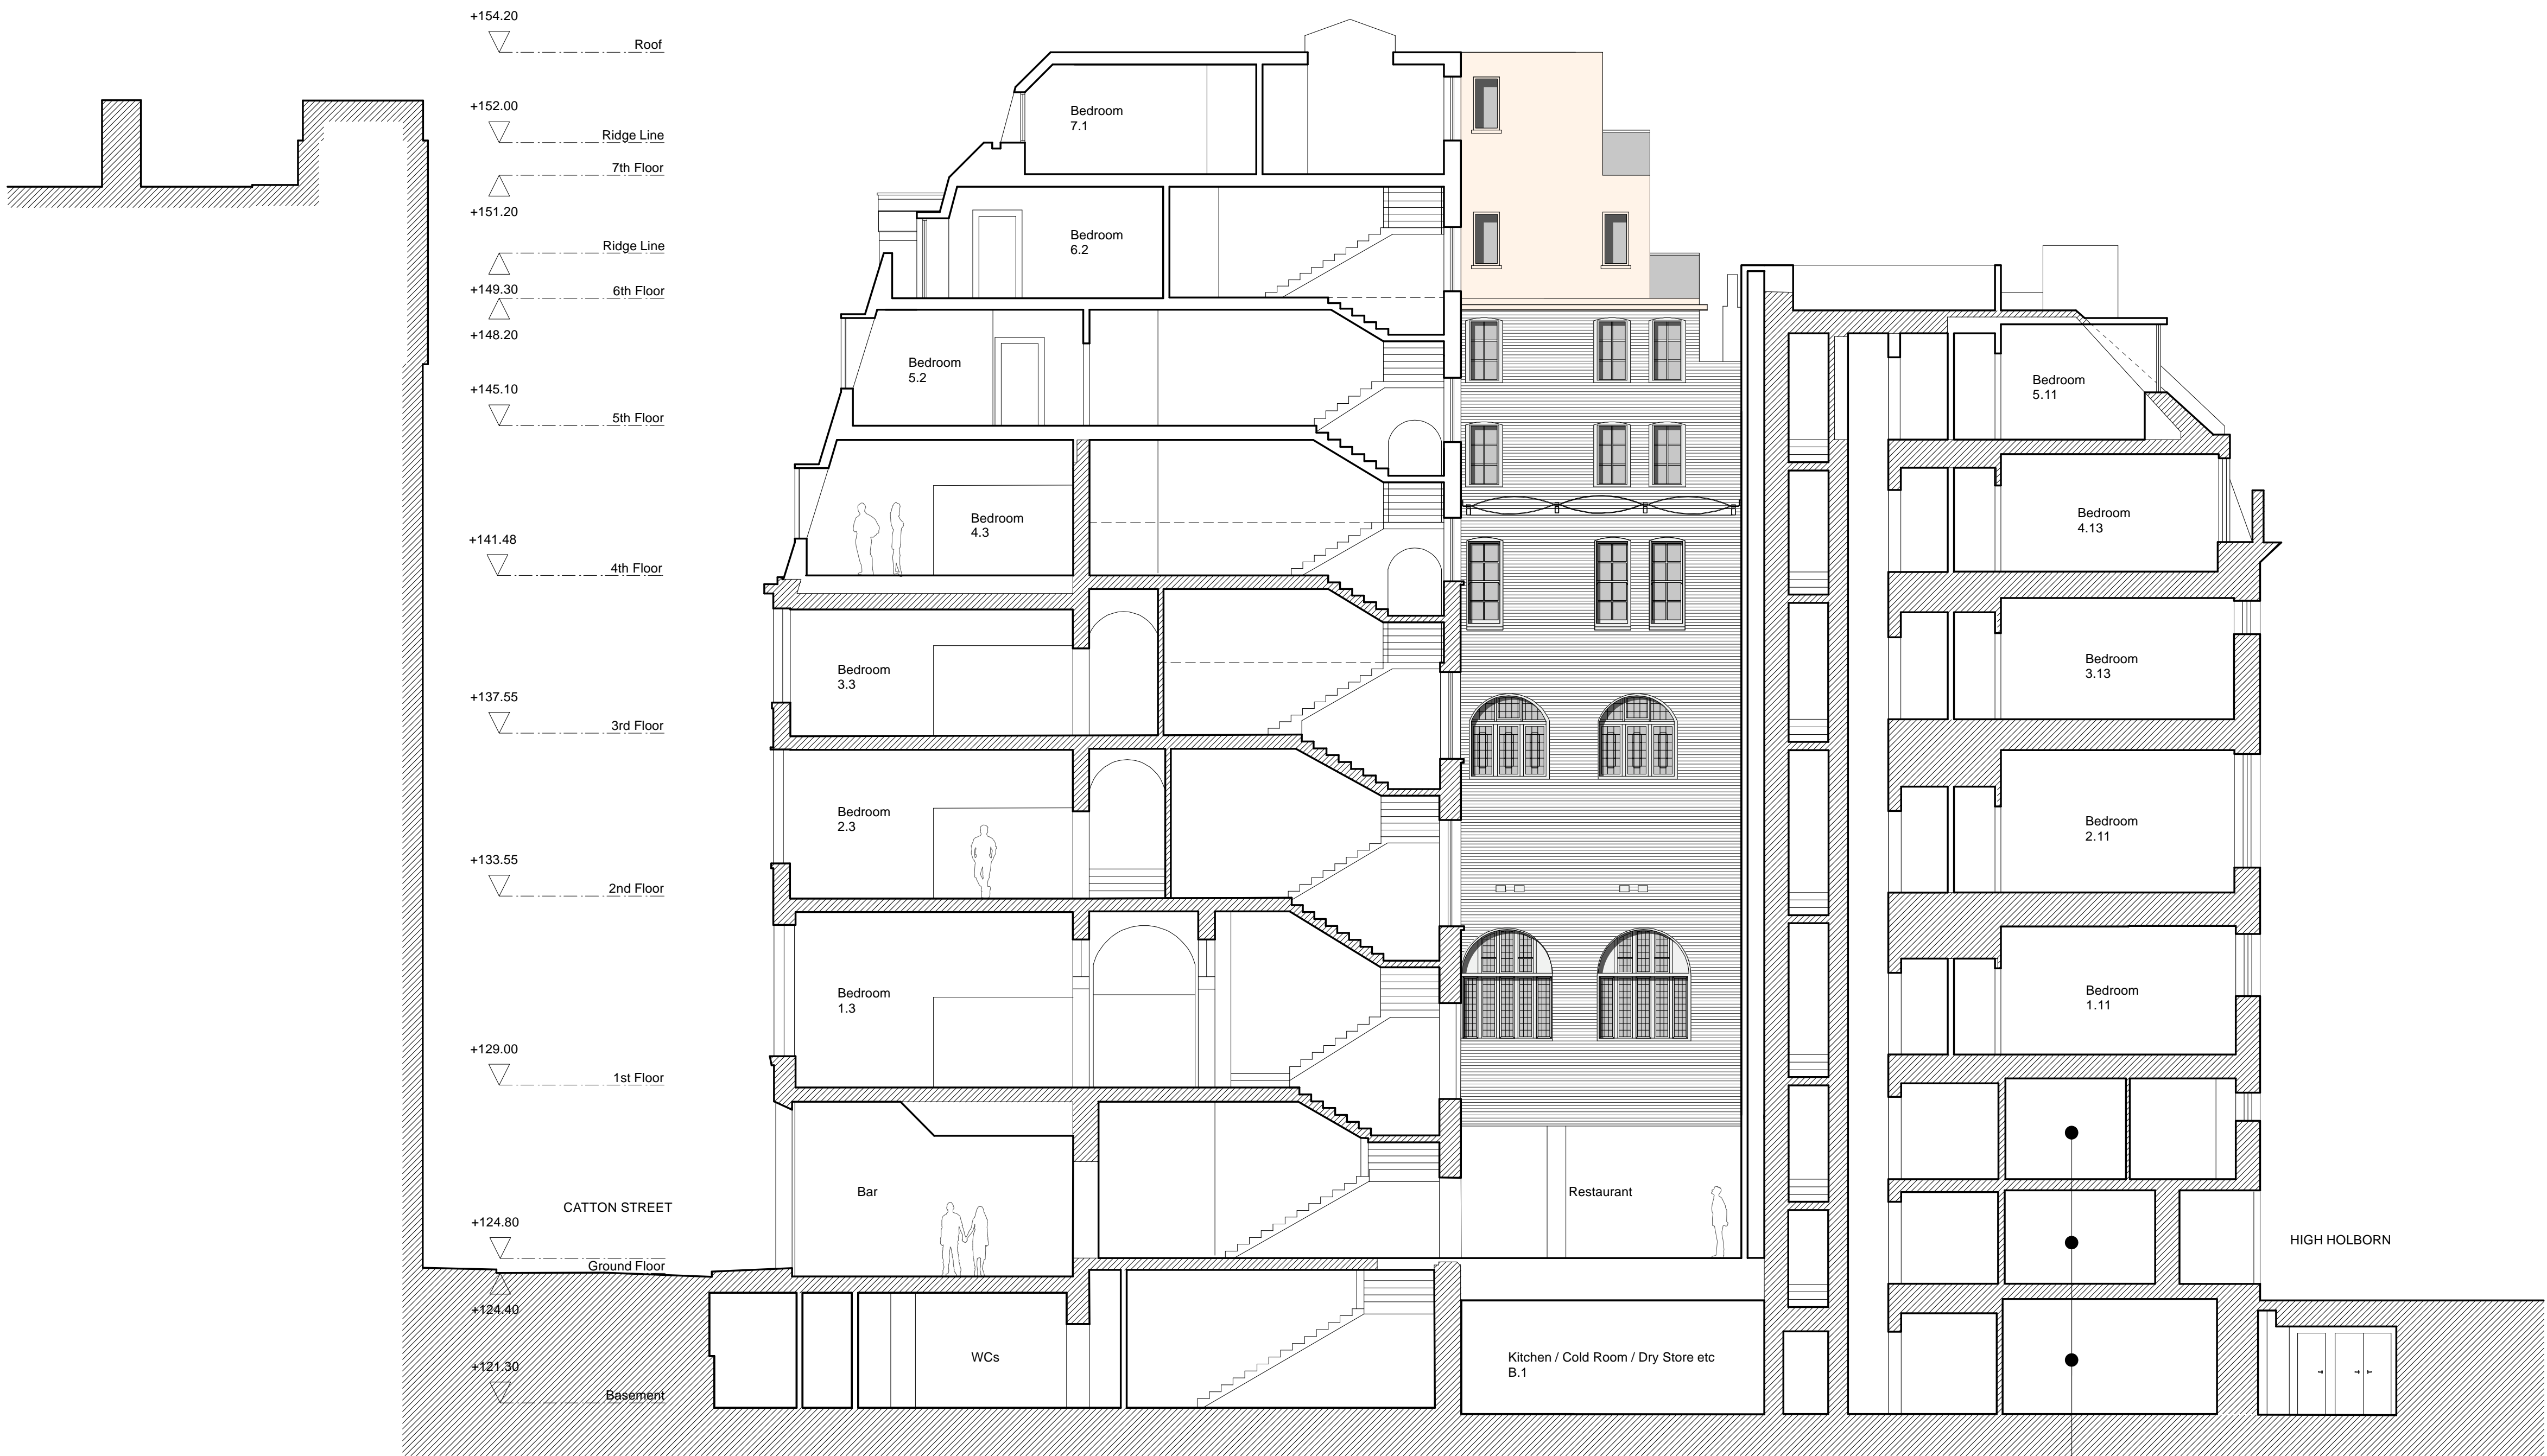 +154.20
Roof
+152.00
Ridge Line
7th Floor
+151.20
Ridge Line
+149.30
6th Floor
+148.20
+145.10
5th Floor
+141.48
4th Floor
+137.55
3rd Floor
+133.55
2nd Floor
+129.00
1st Floor
CATTON STREET
+124.80
Ground Floor
+124.40
+121.30
Basement
Bedroom
7.1
Bedroom
6.2
Bedroom
5.2
Bedroom
4.3
Bedroom
3.3
Bedroom
2.3
Bedroom
1.3
Bar
WCs
Restaurant
Kitchen / Cold Room / Dry Store etc
B.1
Bedroom
5.11
Bedroom
4.13
Bedroom
3.13
Bedroom
2.11
Bedroom
1.11
HIGH HOLBORN